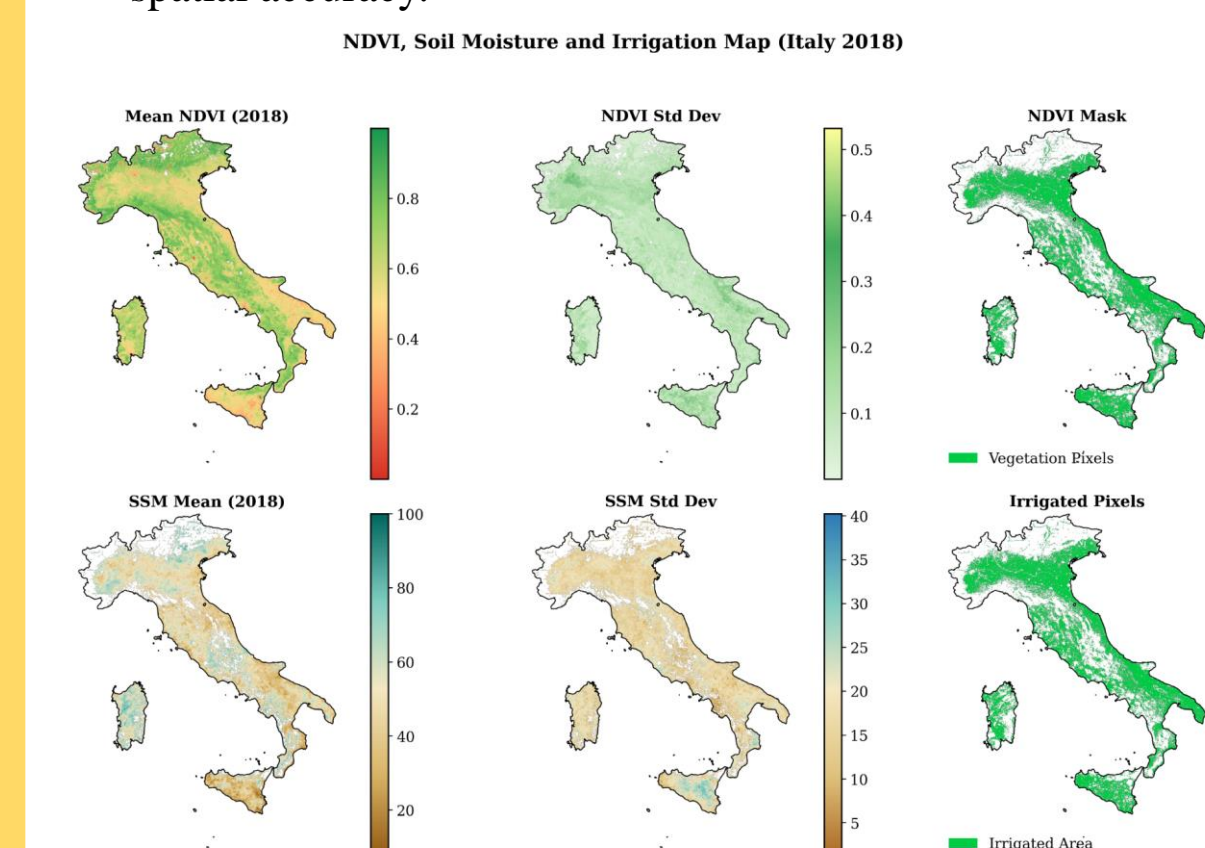 spatial accuracy.
NDVI, Soil Moisture and Irrigation Map (Italy 2018)
Mean NDVI (2018)
0.8
0.6
0.4
0.2
NDVI Std Dev
0.5
0.4
0.3
0.2
0.1
NDVI Mask
Vegetation Pixels
SSM Mean (2018)
100
80
60
40
20
SSM Std Dev
40
35
30
25
20
15
10
5
Irrigated Pixels
Irrigated Area